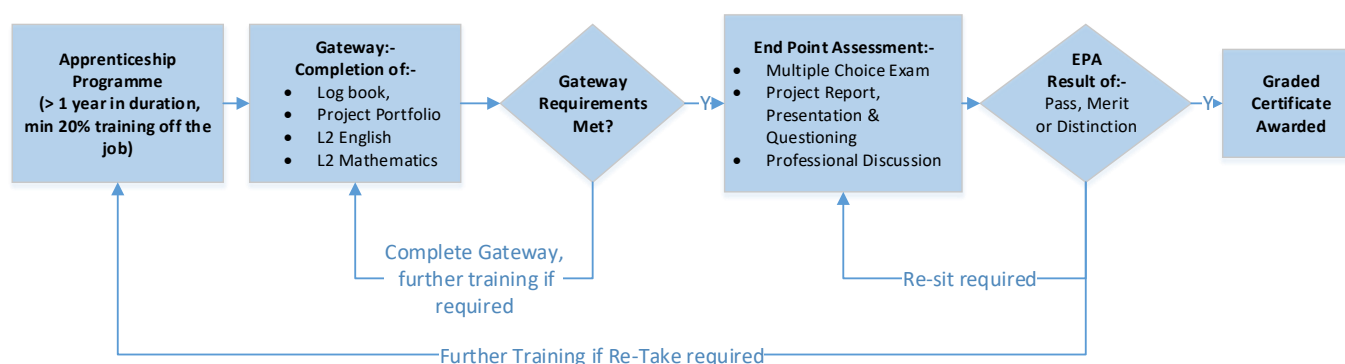 Apprenticeship
Programme
(> 1 year in duration,
min 20% training off the
job)
Gateway:-
Completion of:-
• Log book,
• Project Portfolio
• L2 English
• L2 Mathematics
Gateway
Requirements
Met?
Y
End Point Assessment:-
• Multiple Choice Exam
• Project Report,
Presentation &
Questioning
• Professional Discussion
EPA
Result of:-
Pass, Merit
or Distinction
Y
Graded
Certificate
Awarded
Complete Gateway,
further training if
required
Re-sit required
Further Training if Re-Take required